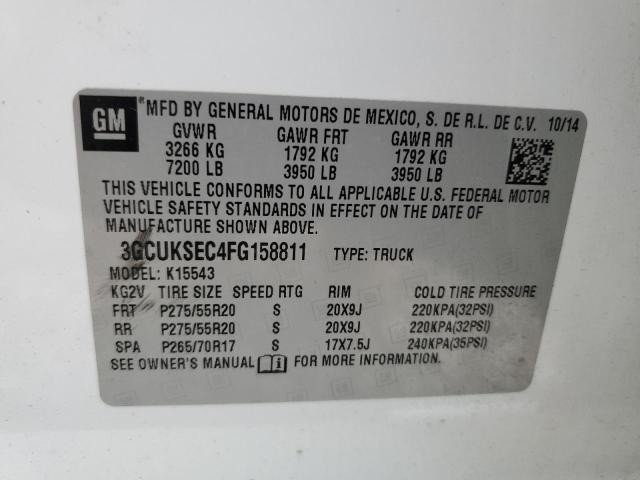 GM
® MFD BY GENERAL MOTORS DE MEXICO, S. DE R.L. DE C.V. 10/14
GVWR GAWR FRT GAWR RR
3266 KG 1792 KG 1792 KG
7200 LB 3950 LB 3950 LB
THIS VEHICLE CONFORMS TO ALL APPLICABLE U.S. FEDERAL MOTOR
VEHICLE SAFETY STANDARDS IN EFFECT ON THE DATE OF
MANUFACTURE SHOWN ABOVE.
3GCUKSEC4FG158811 TYPE: TRUCK
MODEL: K15543
KG2V TIRE SIZE SPEED RTG RIM COLD TIRE PRESSURE
FRT P275/55R20 S 20X9J 220KPA(32PSI)
RR P275/55R20 S 20X9J 220KPA(32PSI)
SPA P265/70R17 S 17X7.5J 240KPA(35PSI)
SEE OWNER'S MANUAL i FOR MORE INFORMATION.